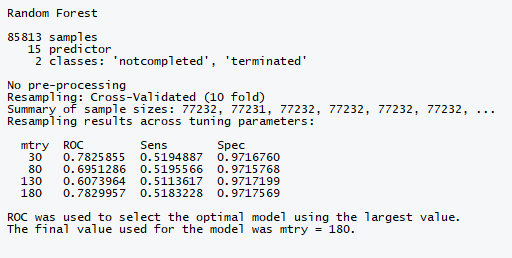 Random Forest
85813 samples
15 predictor
2 classes: 'notcompleted', 'terminated'
No pre-processing
Resampling: Cross-Validated (10 fold)
Summary of sample sizes: 77232, 77231, 77232, 77232, 77232, 77232, ...
Resampling results across tuning parameters:
mtry ROC Sens Spec
30 0.7825855 0.5194887 0.9716760
80 0.6951286 0.5195566 0.9715768
130 0.6073964 0.5113617 0.9717199
180 0.7829957 0.5183228 0.9717569
ROC was used to select the optimal model using the largest value.
The final value used for the model was mtry = 180.